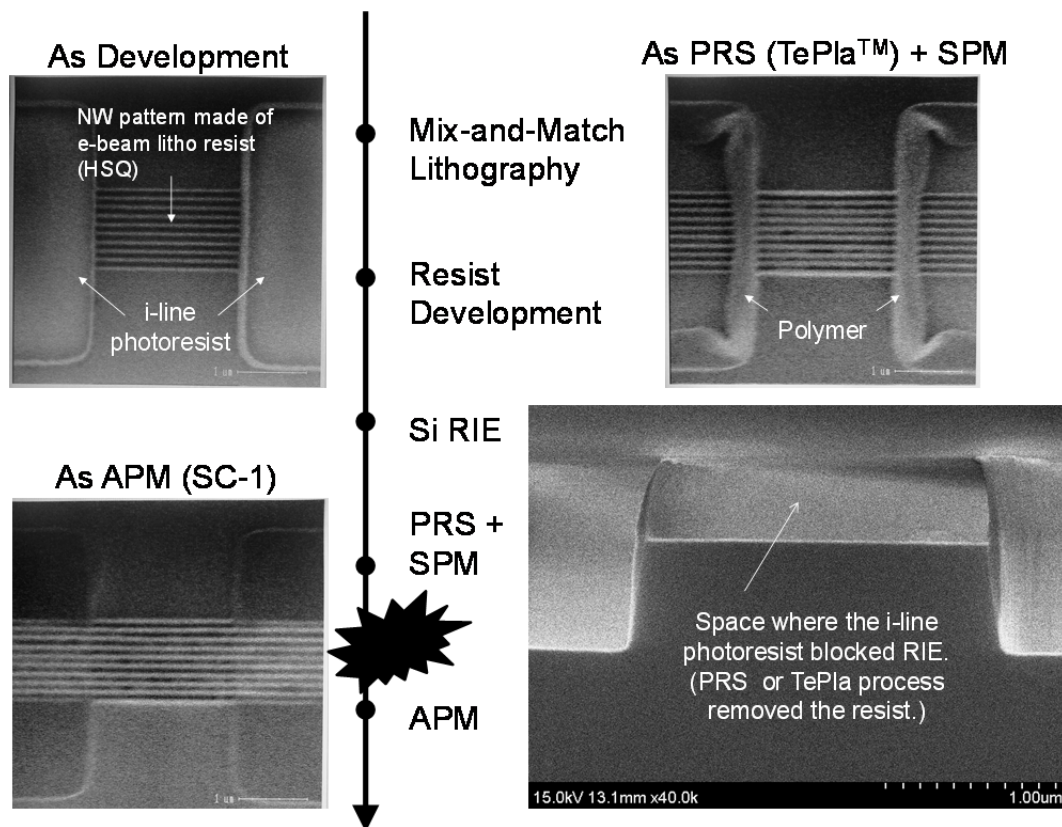 As Development
NW pattern made of
e-beam litho resist
(HSQ)
i-line
photoresist
1 um
As APM (SC-1)
1 um
Mix-and-Match
Lithography
Resist
Development
Si RIE
PRS +
SPM
APM
As PRS (TePla™) + SPM
Polymer
1 um
Space where the i-line
photoresist blocked RIE.
(PRS or TePla process
removed the resist.)
15.0kV 13.1mm x40.0k
1.00um